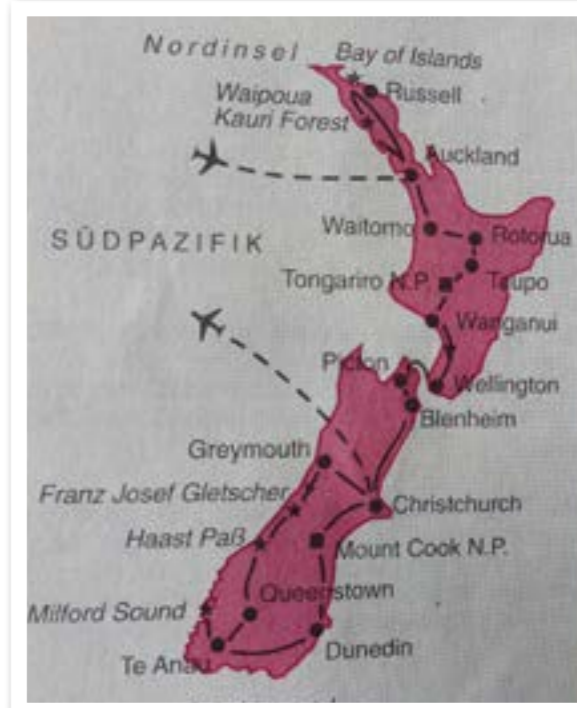 Nordinsel
Bay of Islands
Russell
Waipoua
Kauri Forest
Auckland
Waitomo
Rotorua
SÜDPAZIFIK
Tongariro N.P.
Taupo
Wanganui
Picton
Wellington
Blenheim
Greymouth
Franz Josef Gletscher
Christchurch
Haast Paß
Mount Cook N.P.
Queenstown
Milford Sound
Dunedin
Te Anau